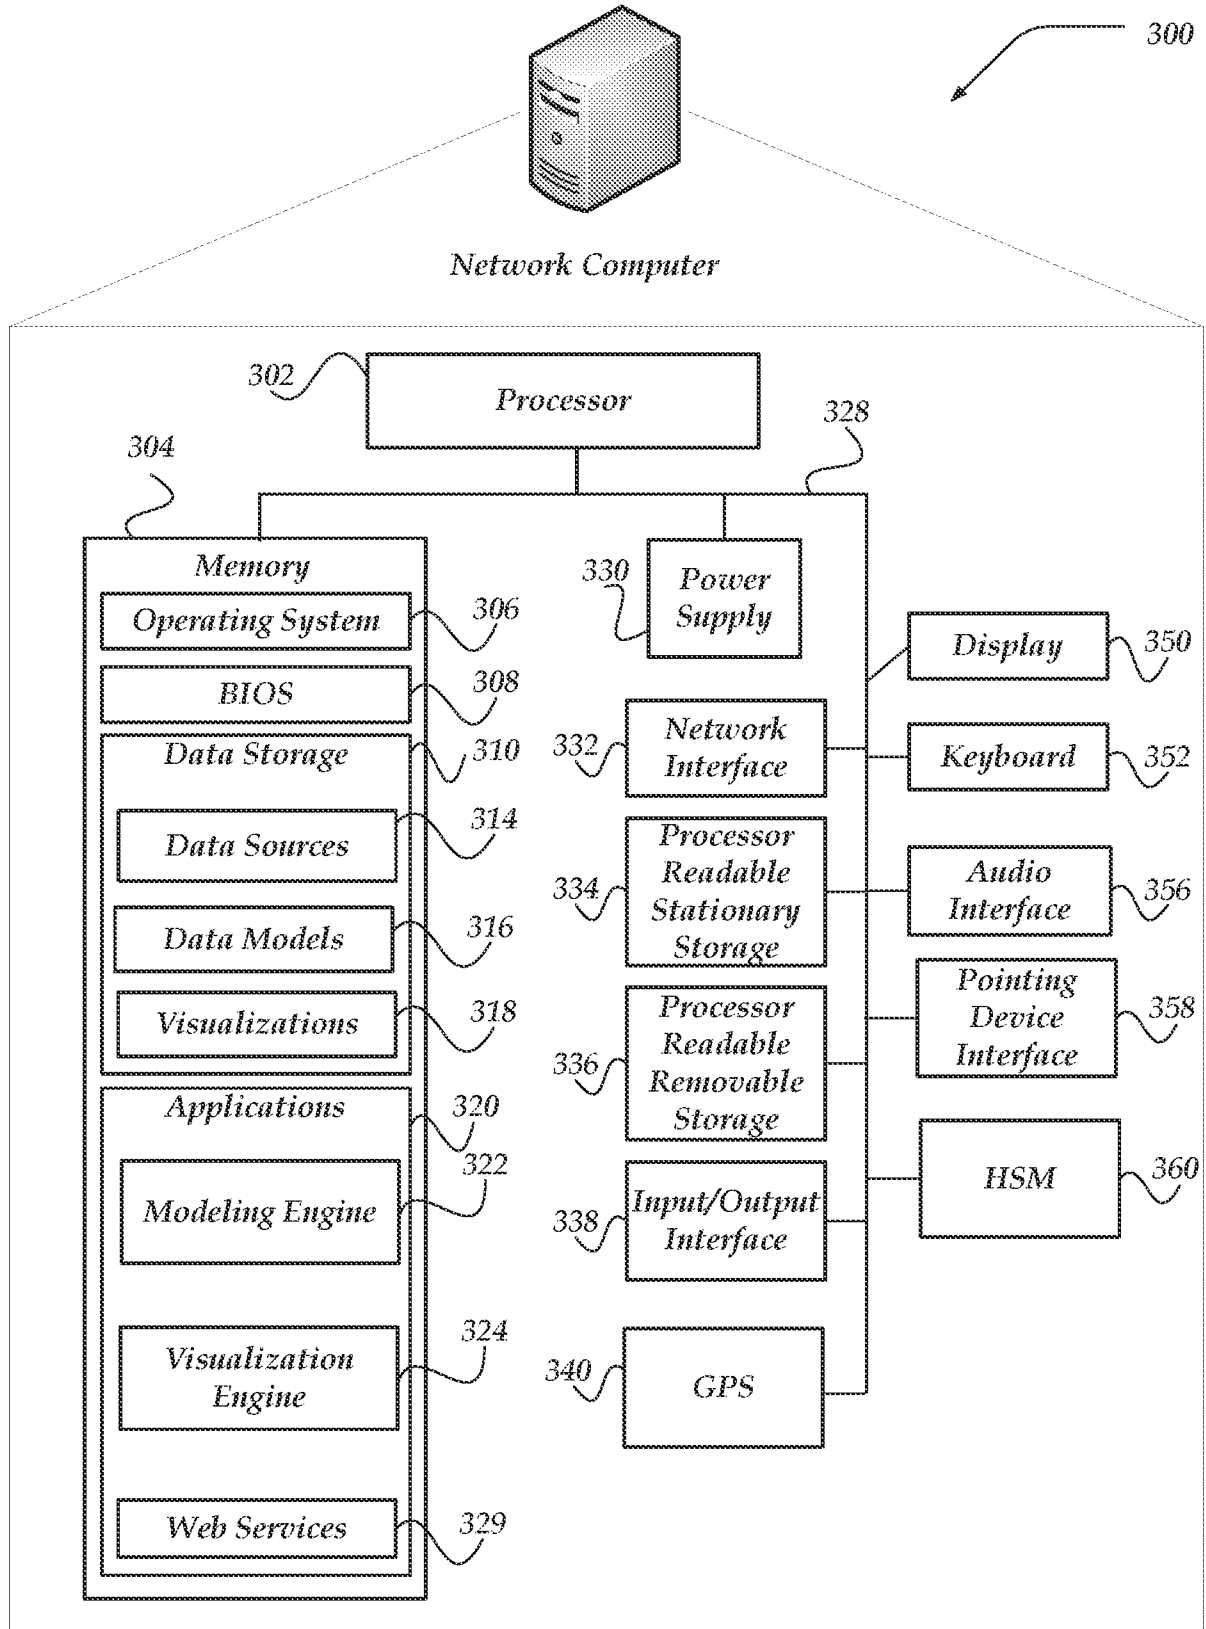 300
Network Computer
302
Processor
328
304
Memory
Operating System
306
BIOS
308
Data Storage
310
Data Sources
314
Data Models
316
Visualizations
318
Applications
320
Modeling Engine
322
Visualization
Engine
324
Web Services
329
330
Power
Supply
332
Network
Interface
334
Processor
Readable
Stationary
Storage
336
Processor
Readable
Removable
Storage
338
Input/Output
Interface
340
GPS
Display
350
Keyboard
352
Audio
Interface
356
Pointing
Device
Interface
358
HSM
360